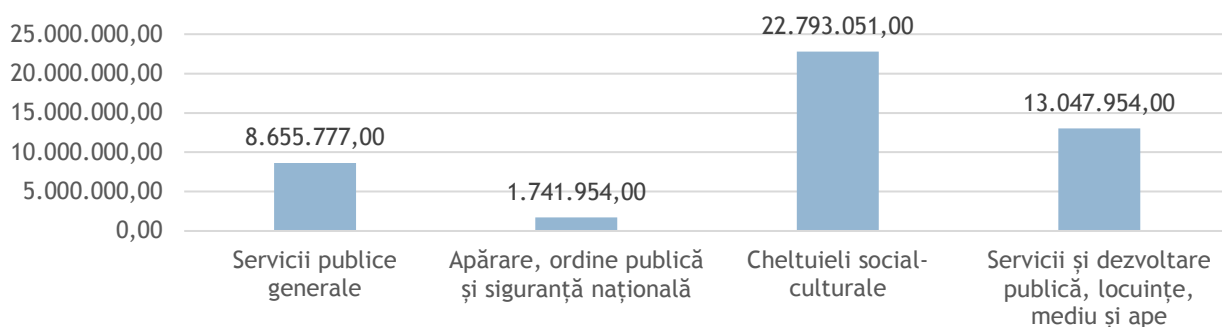 25.000.000,00
20.000.000,00
15.000.000,00
10.000.000,00
5.000.000,00
0,00
8.655.777,00
1.741.954,00
22.793.051,00
13.047.954,00
Servicii publice
generale
Apărare, ordine publică
și siguranță națională
Cheltuieli social-
culturale
Servicii și dezvoltare
publică, locuințe,
mediu și ape